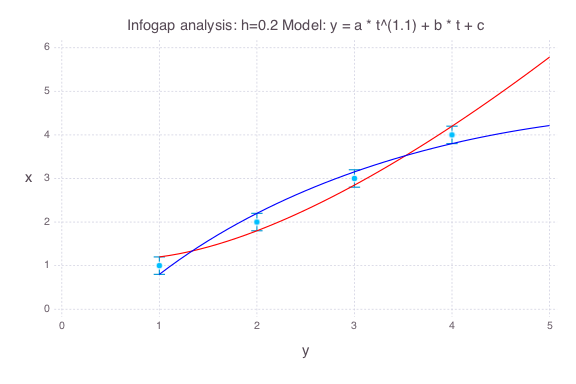 Infogap analysis: h=0.2 Model: y = a * t^(1.1) + b * t + c
6
5
4
x
3
2
1
0
0 1 2 3 4 5
y